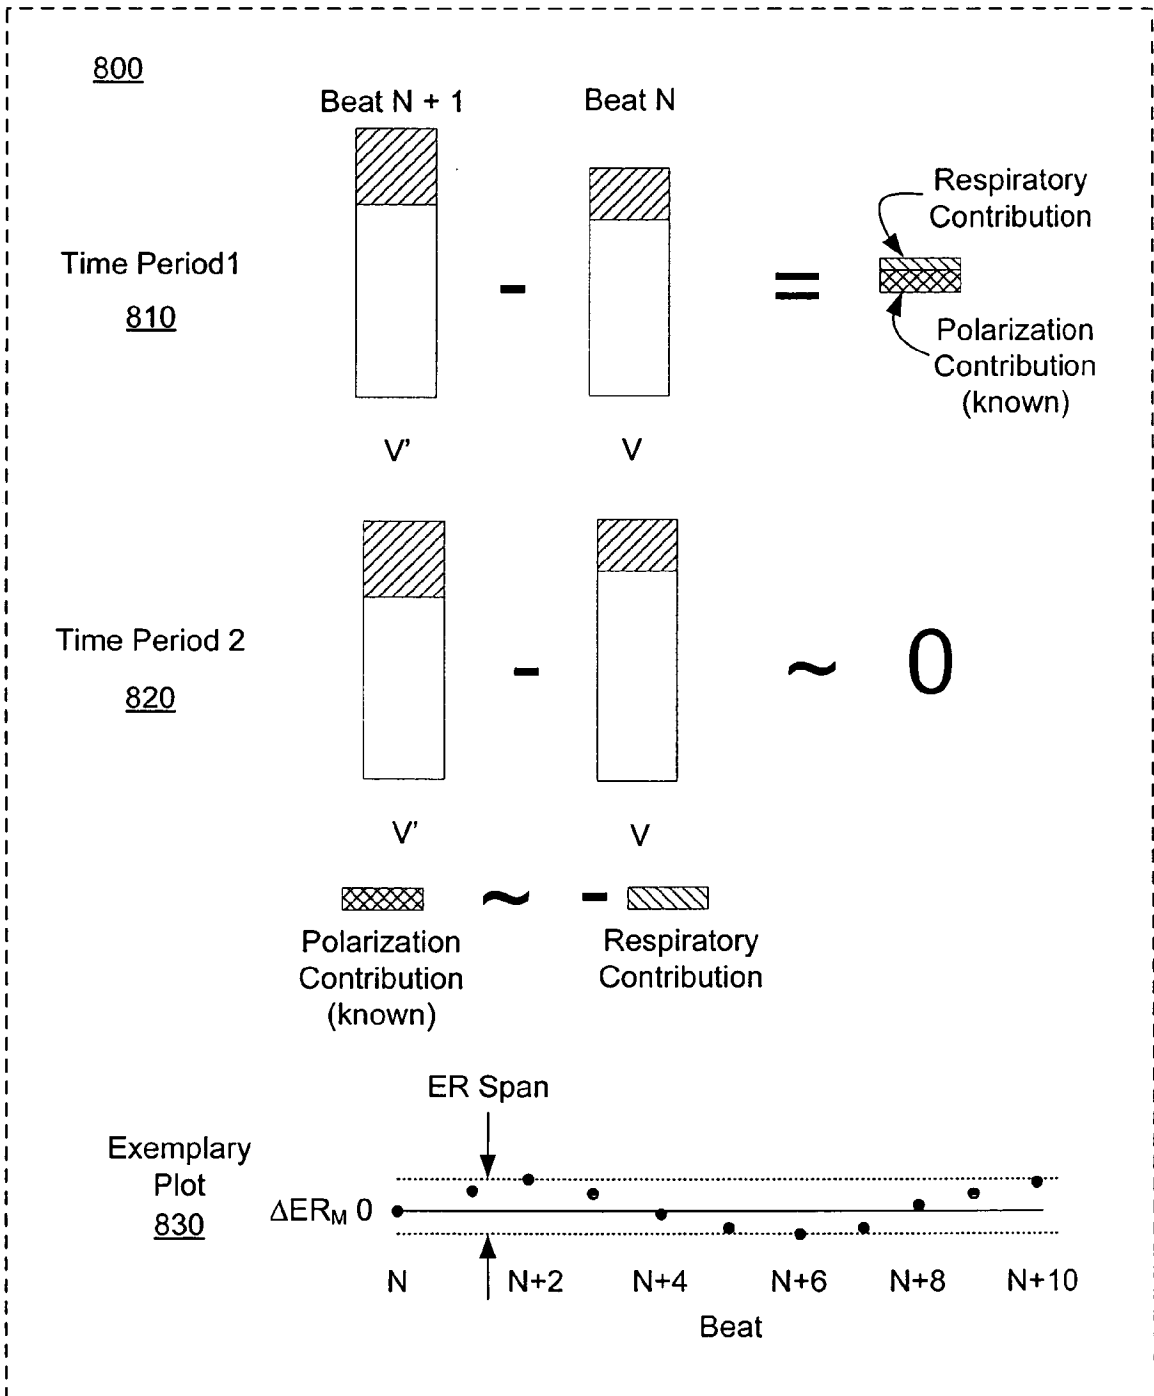 800
Beat N + 1
Beat N
Respiratory
Contribution
Time Period1
810
-
=
Polarization
Contribution
(known)
V'
V
Time Period 2
820
-
~
0
V'
V
~
-
Polarization
Contribution
(known)
Respiratory
Contribution
ER Span
Exemplary
Plot
830
ΔERM 0
N
N+2
N+4
N+6
N+8
N+10
Beat